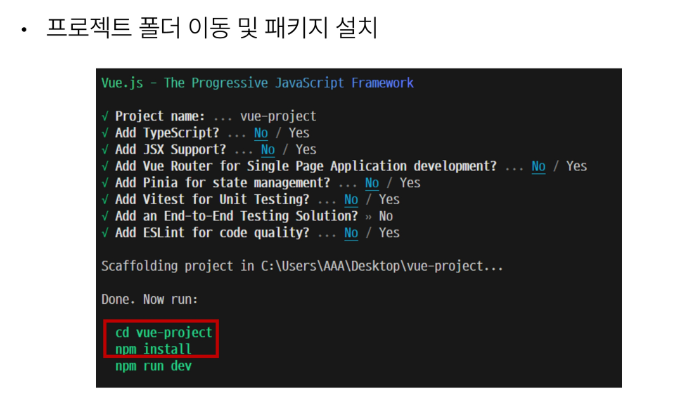 • 프로젝트 폴더 이동 및 패키지 설치
Vue.js - The Progressive JavaScript Framework
√ Project name: ... vue-project
√ Add TypeScript? ... No / Yes
√ Add JSX Support? ... No / Yes
√ Add Vue Router for Single Page Application development? ... No / Yes
√ Add Pinia for state management? ... No / Yes
√ Add Vitest for Unit Testing? ... No / Yes
√ Add an End-to-End Testing Solution? » No
√ Add ESLint for code quality? ... No / Yes
Scaffolding project in C:\Users\AAA\Desktop\vue-project...
Done. Now run:
cd vue-project
npm install
npm run dev